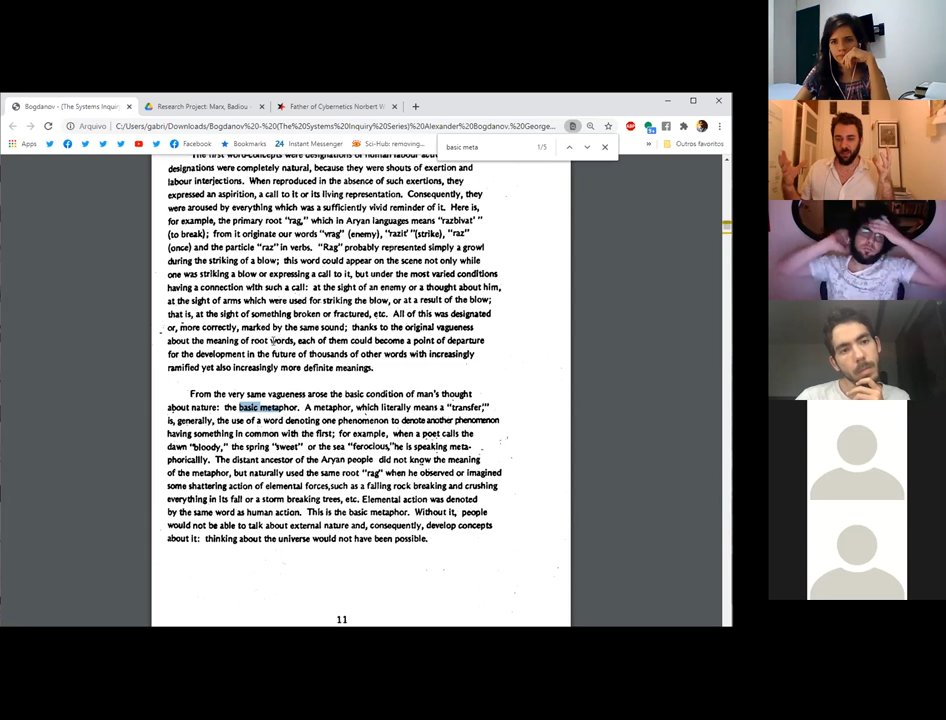 Bogdanov - (The Systems Inquiry
Research Project: Marx, Badiou -
Father of Cybernetics Norbert W
Arquivo
C:/Users/gabri/Downloads/Bogdanov%20-%20(The%20Systems%20Inquiry%20Series)%20Alexander%20Bogdanov.%20George...
ABP
Apps
Facebook
Bookmarks
24 Instant Messenger
Sci-Hub: removing...
»
Outros favoritos
basic meta
1/5
The first word-concepts were designations of human labour
designations were completely natural, because they were shouts of exertion and
labour interjections. When reproduced in the absence of such exertions, they
expressed an aspiration, a call to it or its living representation. Consequently, they
were aroused by everything which was a sufficiently vivid reminder of it. Here is,
for example, the primary root "rag," which in Aryan languages means "razbivat'"
(to break); from it originate our words "vrag" (enemy), "razit'"(strike), "raz"
(once) and the particle "raz" in verbs. "Rag" probably represented simply a growl
during the striking of a blow; this word could appear on the scene not only while
one was striking a blow or expressing a call to it, but under the most varied conditions
having a connection with such a call: at the sight of an enemy or a thought about him,
at the sight of arms which were used for striking the blow, or at a result of the blow;
that is, at the sight of something broken or fractured, etc. All of this was designated
or, more correctly, marked by the same sound; thanks to the original vagueness
about the meaning of root words, each of them could become a point of departure
for the development in the future of thousands of other words with increasingly
ramified yet also increasingly more definite meanings.
From the very same vagueness arose the basic condition of man's thought
about nature: the basic metaphor. A metaphor, which literally means a "transfer,"
is, generally, the use of a word denoting one phenomenon to denote another phenomenon
having something in common with the first; for example, when a poet calls the
dawn "bloody," the spring "sweet" or the sea "ferocious,"he is speaking meta-
phorically. The distant ancestor of the Aryan people did not know the meaning
of the metaphor, but naturally used the same root "rag" when he observed or imagined
some shattering action of elemental forces,such as a falling rock breaking and crushing
everything in its fall or a storm breaking trees, etc. Elemental action was denoted
by the same word as human action. This is the basic metaphor. Without it, people
would not be able to talk about external nature and, consequently, develop concepts
about it: thinking about the universe would not have been possible.
11